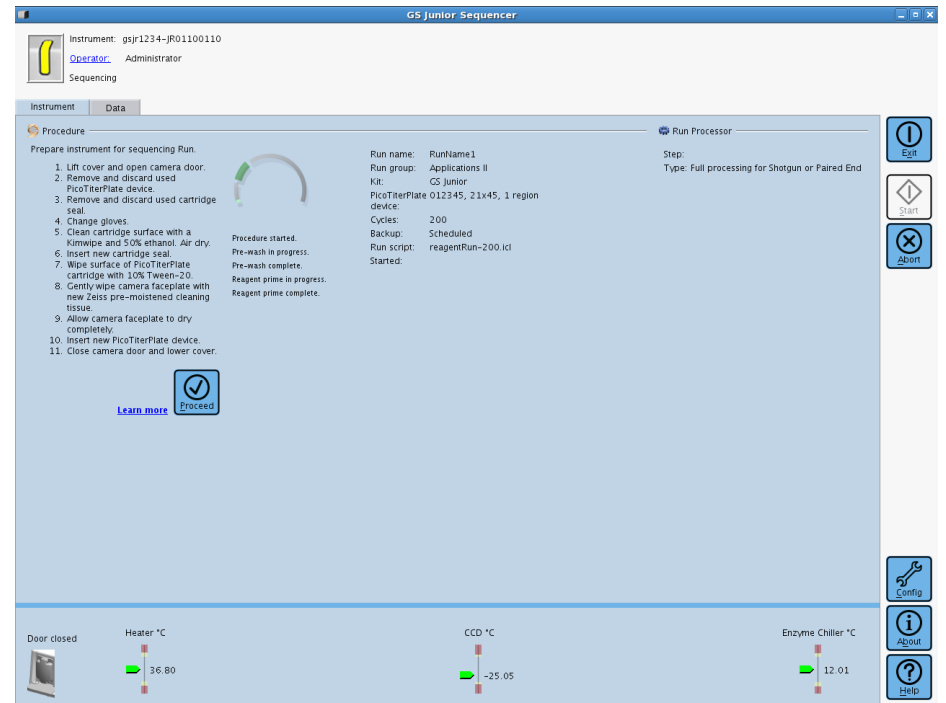 GS Junior Sequencer
Instrument: gsjr1234-JR01100110
Operator: Administrator
Sequencing
Instrument
Data
Procedure
Prepare instrument for sequencing Run.
1. Lift cover and open camera door.
2. Remove and discard used
PicoTiterPlate device.
3. Remove and discard used cartridge
seal.
4. Change gloves.
5. Clean cartridge surface with a
Kimwipe and 50% ethanol. Air dry.
6. Insert new cartridge seal.
7. Wipe surface of PicoTiterPlate
cartridge with 10% Tween-20.
8. Gently wipe camera faceplate with
new Zeiss pre-moistened cleaning
tissue.
9. Allow camera faceplate to dry
completely.
10. Insert new PicoTiterPlate device.
11. Close camera door and lower cover.
Learn more
Proceed
Procedure started.
Pre-wash in progress.
Pre-wash complete.
Reagent prime in progress.
Reagent prime complete.
Run name: RunName1
Run group: Applications II
Kit: GS Junior
PicoTiterPlate 012345, 21x45, 1 region
device:
Cycles: 200
Backup: Scheduled
Run script: reagentRun-200.icl
Started:
Run Processor
Step:
Type: Full processing for Shotgun or Paired End
Exit
Start
Abort
Config
About
Help
Door closed
Heater °C
36.80
CCD °C
-25.05
Enzyme Chiller °C
12.01